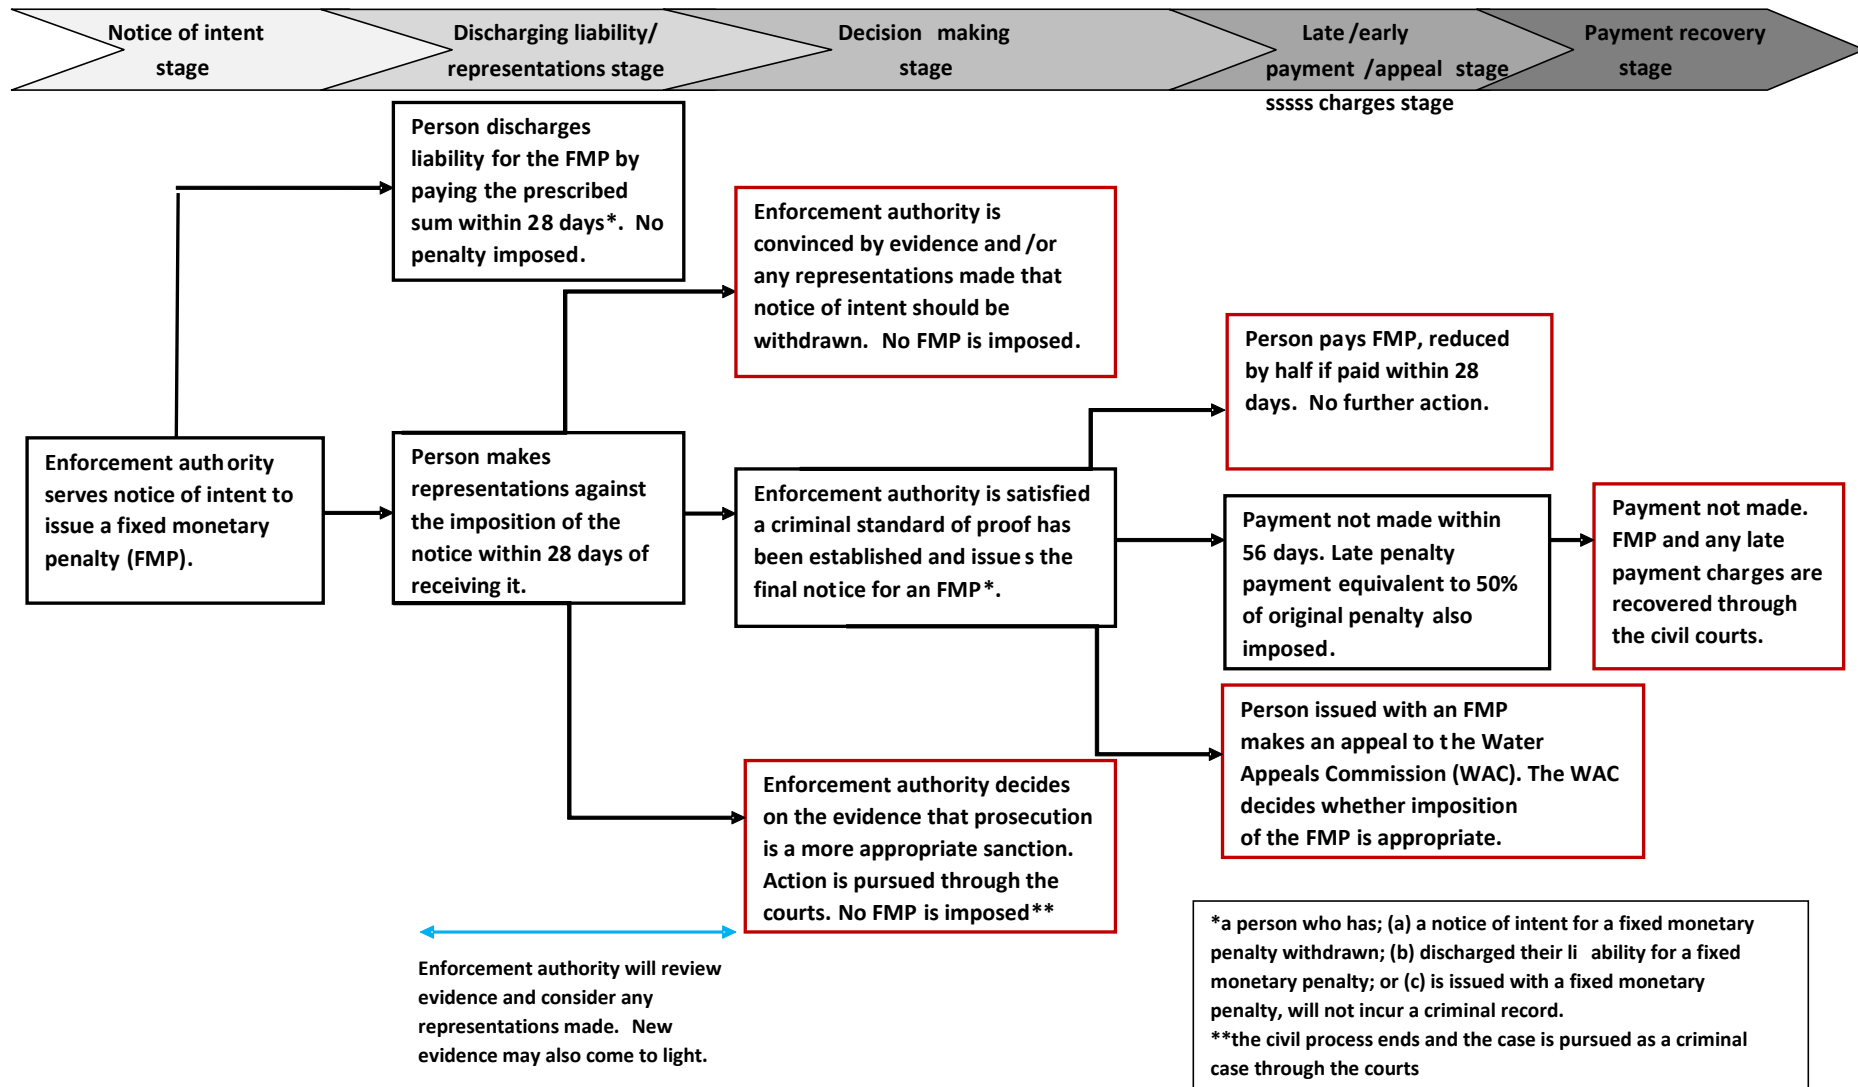 Notice of intent
stage
Discharging liability/
representations stage
Decision making
stage
Late /early
payment /appeal stage
sssss charges stage
Payment recovery
stage
Person discharges
liability for the FMP by
paying the prescribed
sum within 28 days*. No
penalty imposed.
Enforcement authority is
convinced by evidence and /or
any representations made that
notice of intent should be
withdrawn. No FMP is imposed.
Person pays FMP, reduced
by half if paid within 28
days. No further action.
Enforcement authority
serves notice of intent to
issue a fixed monetary
penalty (FMP).
Person makes
representations against
the imposition of the
notice within 28 days of
receiving it.
Enforcement authority is satisfied
a criminal standard of proof has
been established and issues the
final notice for an FMP*.
Payment not made within
56 days. Late penalty
payment equivalent to 50%
of original penalty also
imposed.
Payment not made.
FMP and any late
payment charges are
recovered through
the civil courts.
Person issued with an FMP
makes an appeal to the Water
Appeals Commission (WAC). The WAC
decides whether imposition
of the FMP is appropriate.
Enforcement authority decides
on the evidence that prosecution
is a more appropriate sanction.
Action is pursued through the
courts. No FMP is imposed**
Enforcement authority will review
evidence and consider any
representations made. New
evidence may also come to light.
*a person who has; (a) a notice of intent for a fixed monetary
penalty withdrawn; (b) discharged their li ability for a fixed
monetary penalty; or (c) is issued with a fixed monetary
penalty, will not incur a criminal record.
**the civil process ends and the case is pursued as a criminal
case through the courts